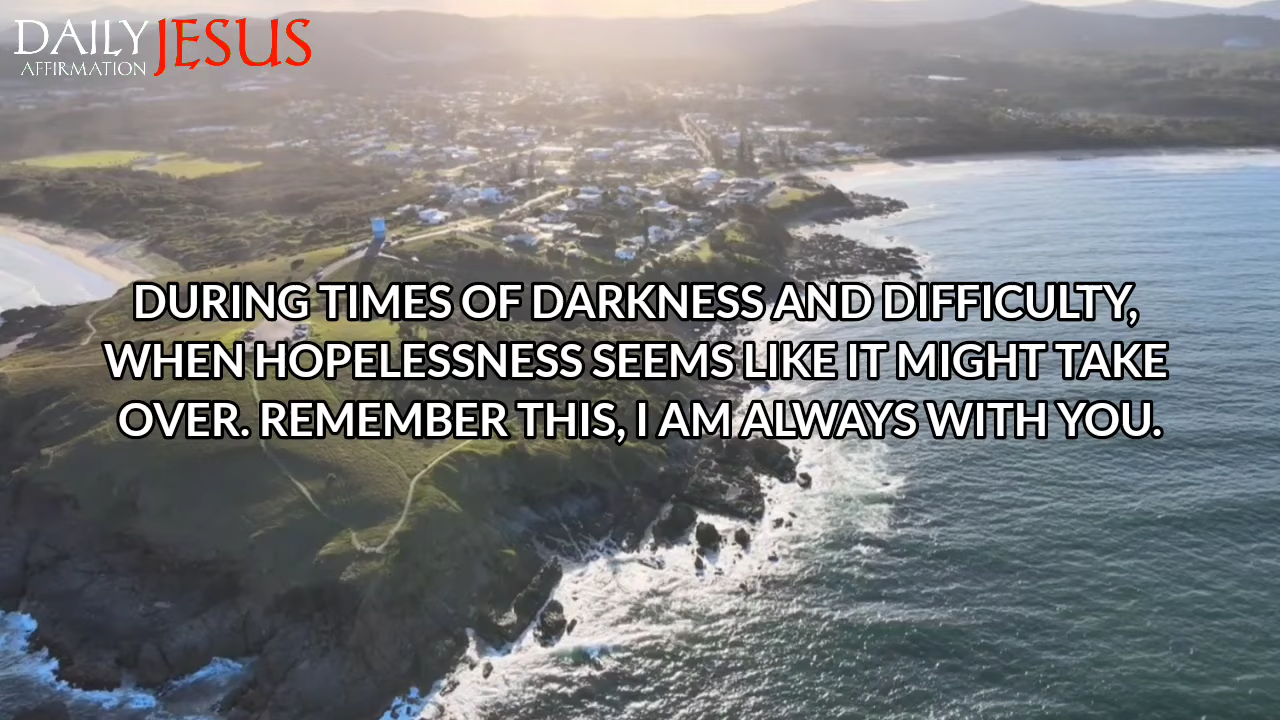 DAILY JESUS
AFFIRMATION
DURING TIMES OF DARKNESS AND DIFFICULTY,
WHEN HOPELESSNESS SEEMS LIKE IT MIGHT TAKE
OVER. REMEMBER THIS, I AM ALWAYS WITH YOU.